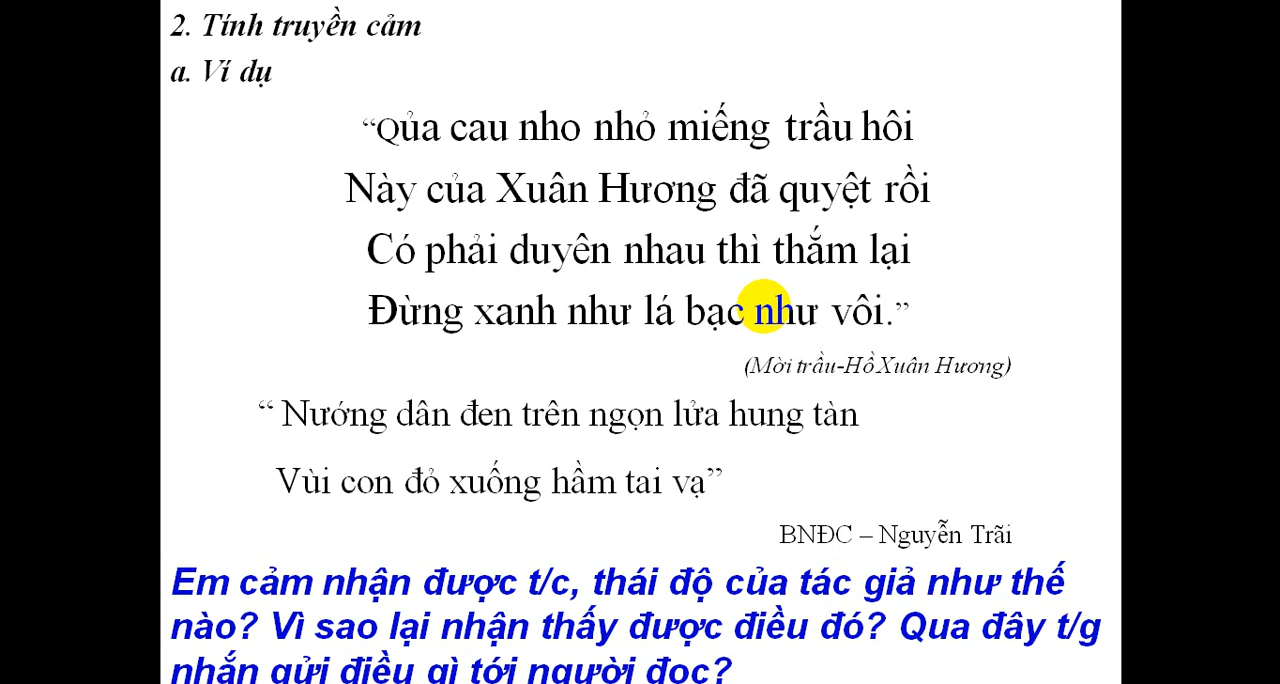 2. Tính truyền cảm
a. Ví dụ
“Qủa cau nho nhỏ miếng trầu hôi
Này của Xuân Hương đã quyệt rồi
Có phải duyên nhau thì thắm lại
Đừng xanh như lá bạc như vôi.”
(Mời trầu-Hồ Xuân Hương)
“ Nướng dân đen trên ngọn lửa hung tàn
Vùi con đỏ xuống hầm tai vạ”
BNĐC – Nguyễn Trãi
Em cảm nhận được t/c, thái độ của tác giả như thế
nào? Vì sao lại nhận thấy được điều đó? Qua đây t/g
nhắn gửi điều gì tới người đọc?